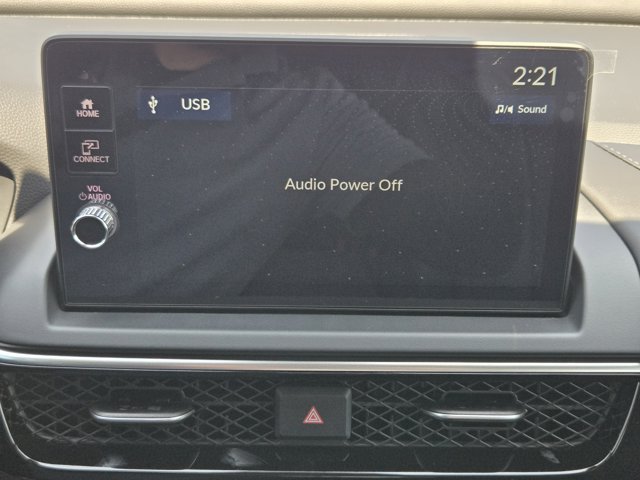 2:21
USB
Sound
HOME
CONNECT
Audio Power Off
VOL
AUDIO